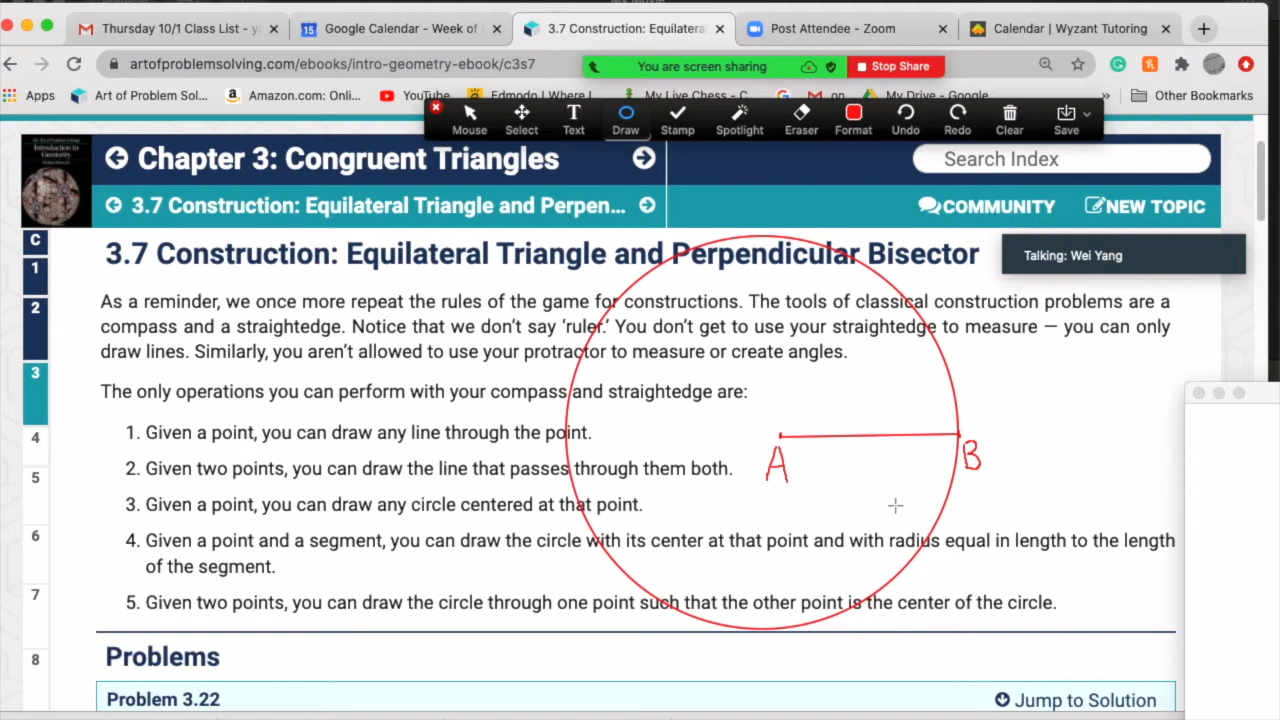 Thursday 10/1 Class List - y
Google Calendar - Week of
3.7 Construction: Equilatera
Post Attendee - Zoom
Calendar | Wyzant Tutoring
artofproblemsolving.com/ebooks/intro-geometry-ebook/c3s7
You are screen sharing
Stop Share
Apps
Art of Problem Sol...
Amazon.com: Onli...
YouTube
Edmodo | Where L
My Live — Chess.c
My Drive - Google
»
Other Bookmarks
Mouse
Select
Text
Draw
Stamp
Spotlight
Eraser
Format
Undo
Redo
Clear
Save
Introduction to
Geometry
Chapter 3: Congruent Triangles
Search Index
3.7 Construction: Equilateral Triangle and Perpen...
COMMUNITY
NEW TOPIC
C
1
2
3
4
5
6
7
8
3.7 Construction: Equilateral Triangle and Perpendicular Bisector
Talking: Wei Yang
As a reminder, we once more repeat the rules of the game for constructions. The tools of classical construction problems are a
compass and a straightedge. Notice that we don't say 'ruler.' You don't get to use your straightedge to measure — you can only
draw lines. Similarly, you aren't allowed to use your protractor to measure or create angles.
The only operations you can perform with your compass and straightedge are:
1. Given a point, you can draw any line through the point.
2. Given two points, you can draw the line that passes through them both.
3. Given a point, you can draw any circle centered at that point.
4. Given a point and a segment, you can draw the circle with its center at that point and with radius equal in length to the length
of the segment.
5. Given two points, you can draw the circle through one point such that the other point is the center of the circle.
A
B
Problems
Problem 3.22
Jump to Solution